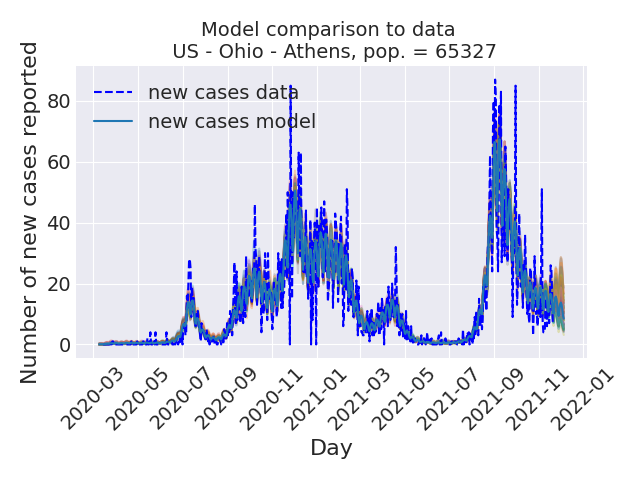 Model comparison to data
US - Ohio - Athens, pop. = 65327
Number of new cases reported
80
60
40
20
0
new cases data
new cases model
2020-03
2020-05
2020-07
2020-09
2020-11
2021-01
2021-03
2021-05
2021-07
2021-09
2021-11
2022-01
Day